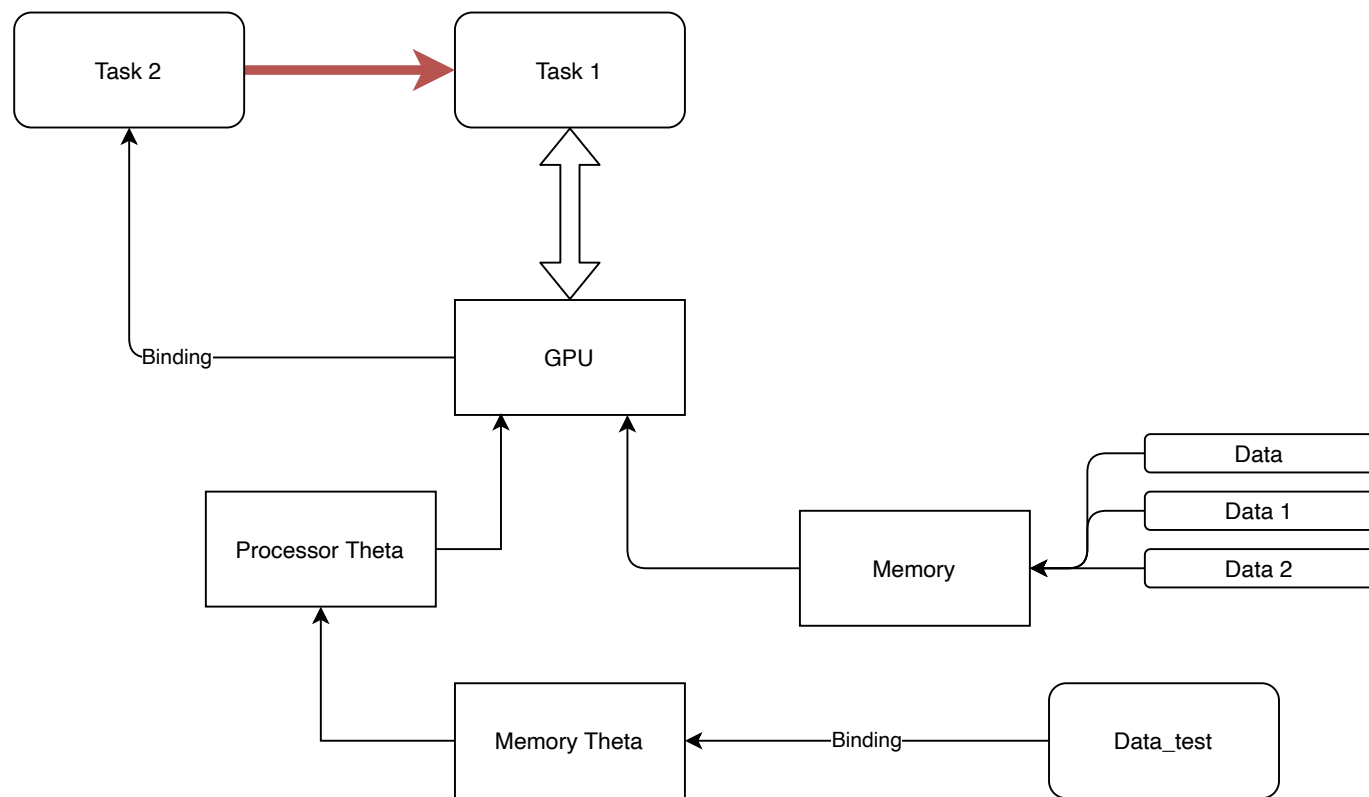 Task 2
Task 1
Binding
GPU
Data
Data 1
Data 2
Processor Theta
Memory
Memory Theta
Binding
Data_test